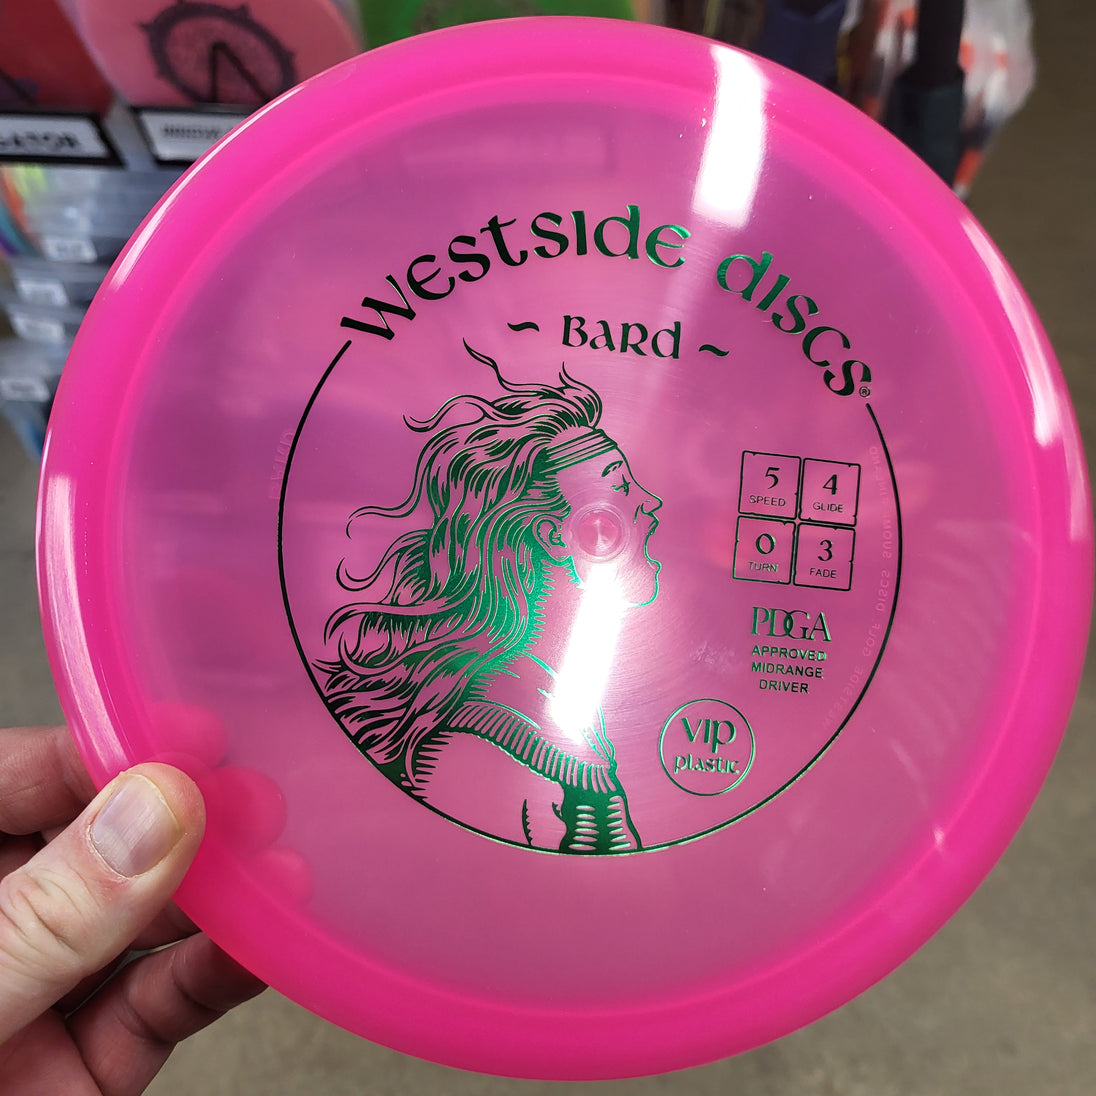 westside discs®
~ Bard ~
5 4
SPEED GLIDE
0 3
TURN FADE
PDGA
APPROVED
MIDRANGE
DRIVER
VIP
plastic